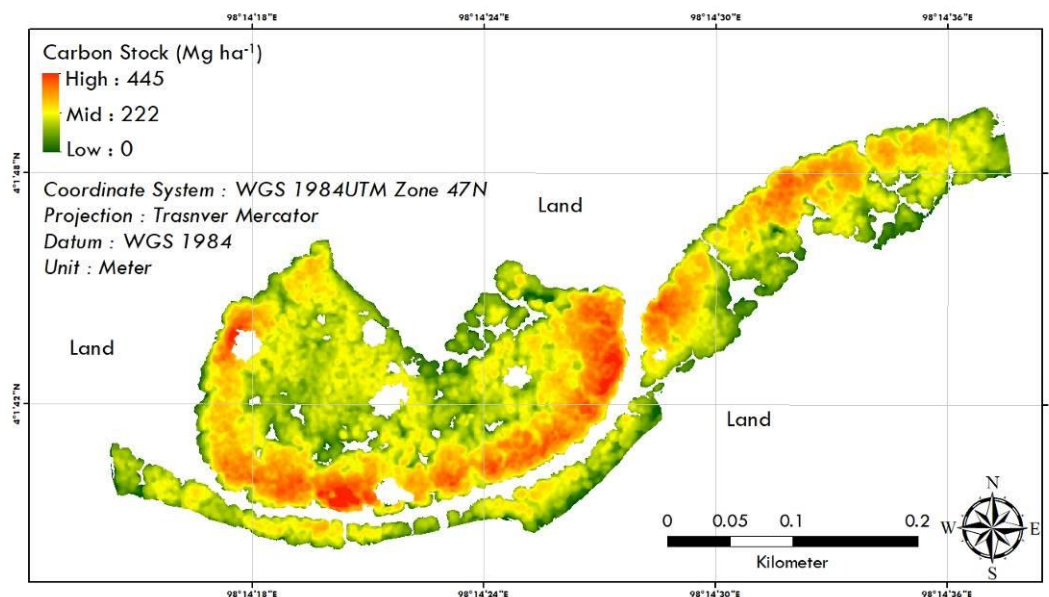 98°14'18"E 98°14'24"E 98°14'30"E 98°14'36"E
Carbon Stock (Mg ha⁻¹)
High : 445
Mid : 222
Low : 0
4°1'48"N
Coordinate System : WGS 1984UTM Zone 47N
Projection : Trasnver Mercator
Datum : WGS 1984
Unit : Meter
Land
Land
4°1'42"N
Land
N
W E
S
0 0.05 0.1 0.2
Kilometer
98°14'18"E 98°14'24"E 98°14'30"E 98°14'36"E